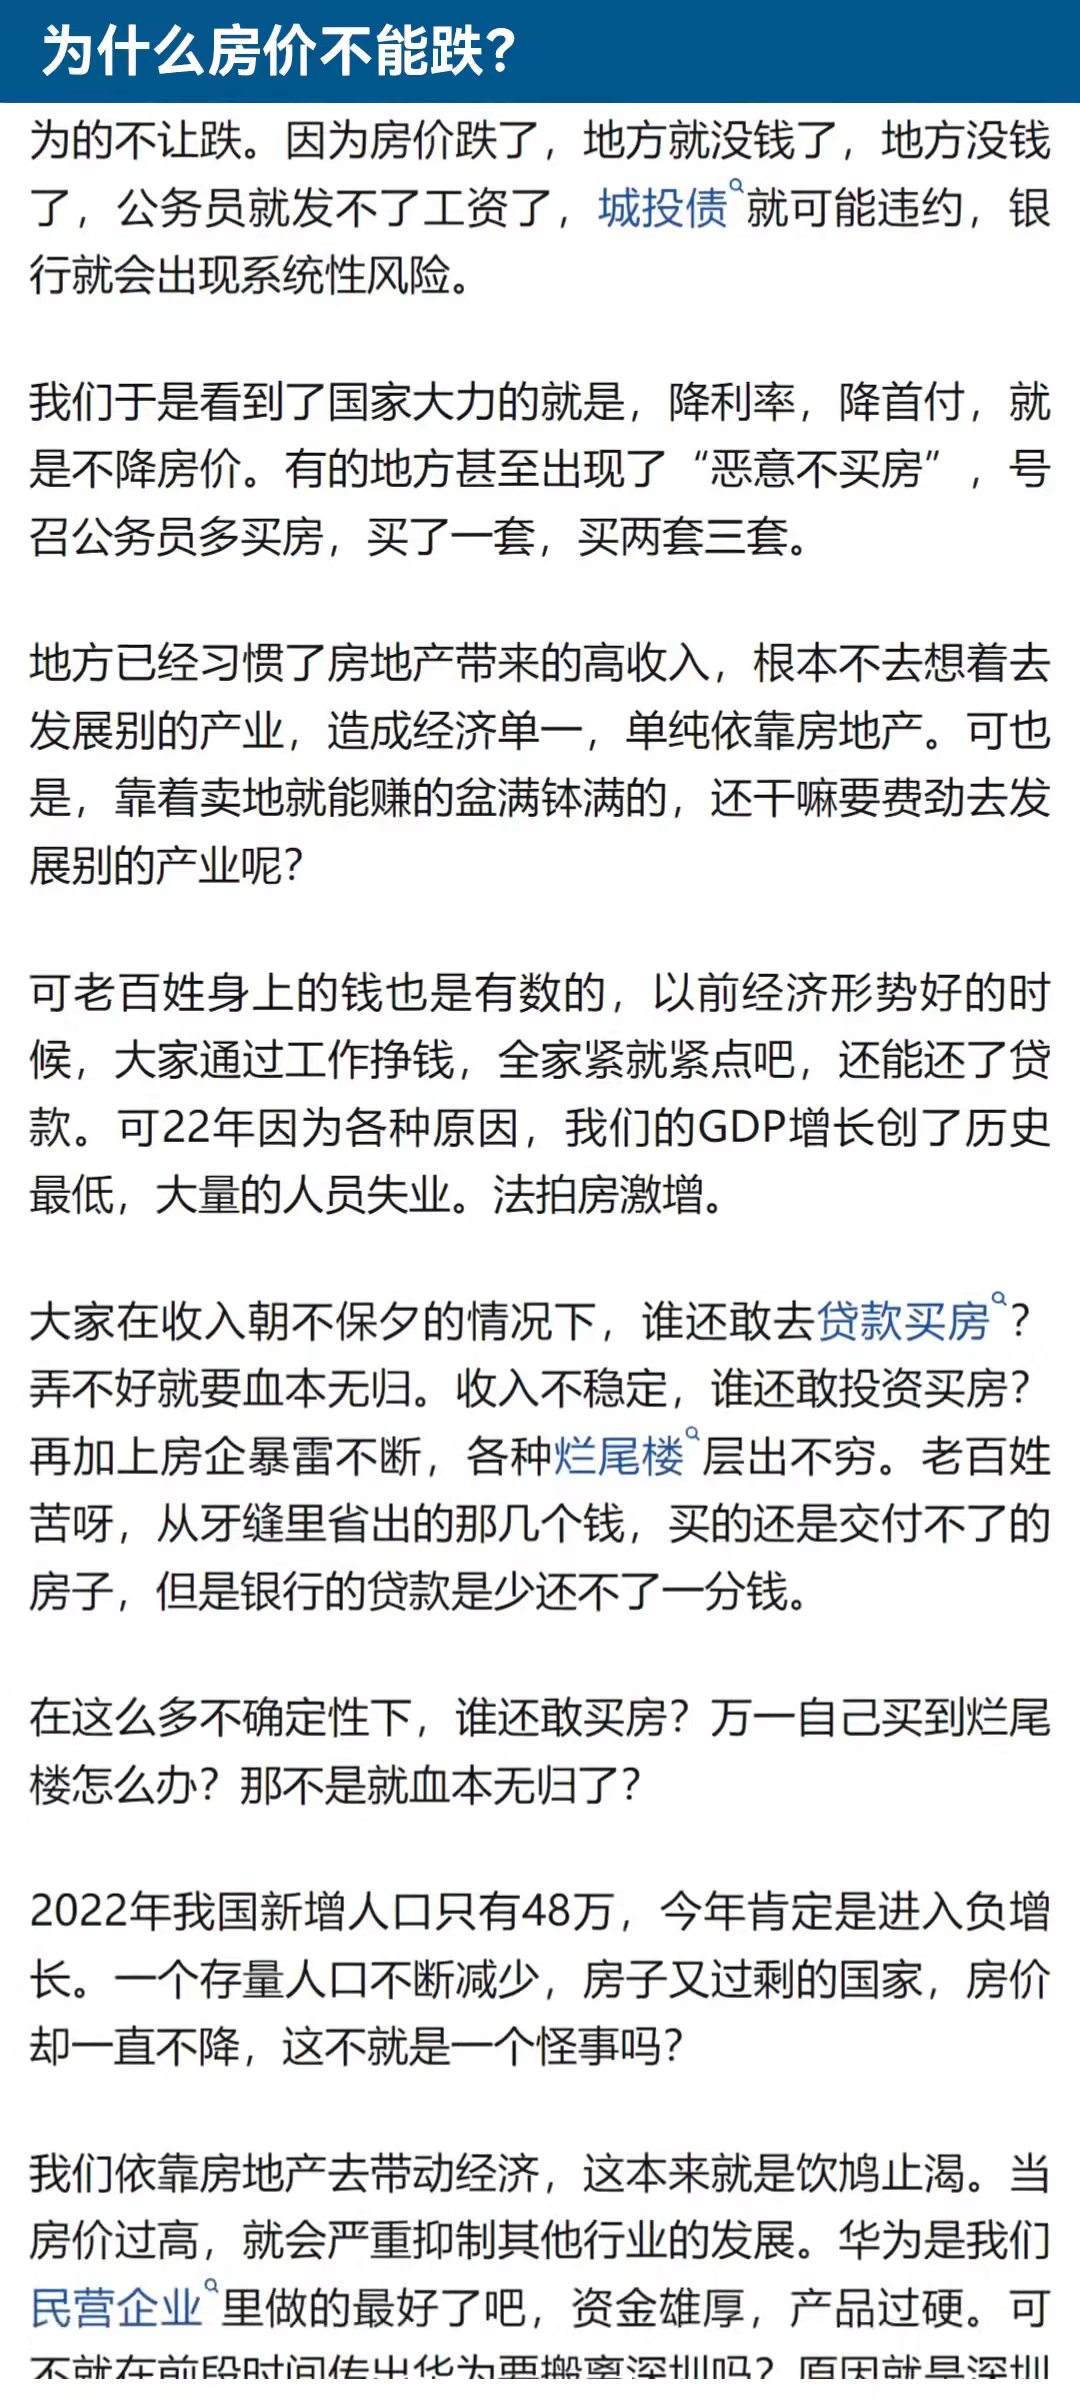 为什么房价不能跌？
为的不让跌。因为房价跌了，地方就没钱了，地方没钱
了，公务员就发不了工资了，城投债就可能违约，银
行就会出现系统性风险。
我们于是看到了国家大力的就是，降利率，降首付，就
是不降房价。有的地方甚至出现了“恶意不买房”，号
召公务员多买房，买了一套，买两套三套。
地方已经习惯了房地产带来的高收入，根本不去想着去
发展别的产业，造成经济单一，单纯依靠房地产。可也
是，靠着卖地就能赚的盆满钵满的，还干嘛要费劲去发
展别的产业呢？
可老百姓身上的钱也是有数的，以前经济形势好的时
候，大家通过工作挣钱，全家紧就紧点吧，还能还了贷
款。可22年因为各种原因，我们的GDP增长创了历史
最低，大量的人员失业。法拍房激增。
大家在收入朝不保夕的情况下，谁还敢去贷款买房？
弄不好就要血本无归。收入不稳定，谁还敢投资买房？
再加上房企暴雷不断，各种烂尾楼层出不穷。老百姓
苦呀，从牙缝里省出的那几个钱，买的还是交付不了的
房子，但是银行的贷款是少还不了一分钱。
在这么多不确定性下，谁还敢买房？万一自己买到烂尾
楼怎么办？那不是就血本无归了？
2022年我国新增人口只有48万，今年肯定是进入负增
长。一个存量人口不断减少，房子又过剩的国家，房价
却一直不降，这不就是一个怪事吗？
我们依靠房地产去带动经济，这本来就是饮鸩止渴。当
房价过高，就会严重抑制其他行业的发展。华为是我们
民营企业里做的最好了吧，资金雄厚，产品过硬。可
不就在前段时间传出华为要搬离深圳吗？原因就是深圳